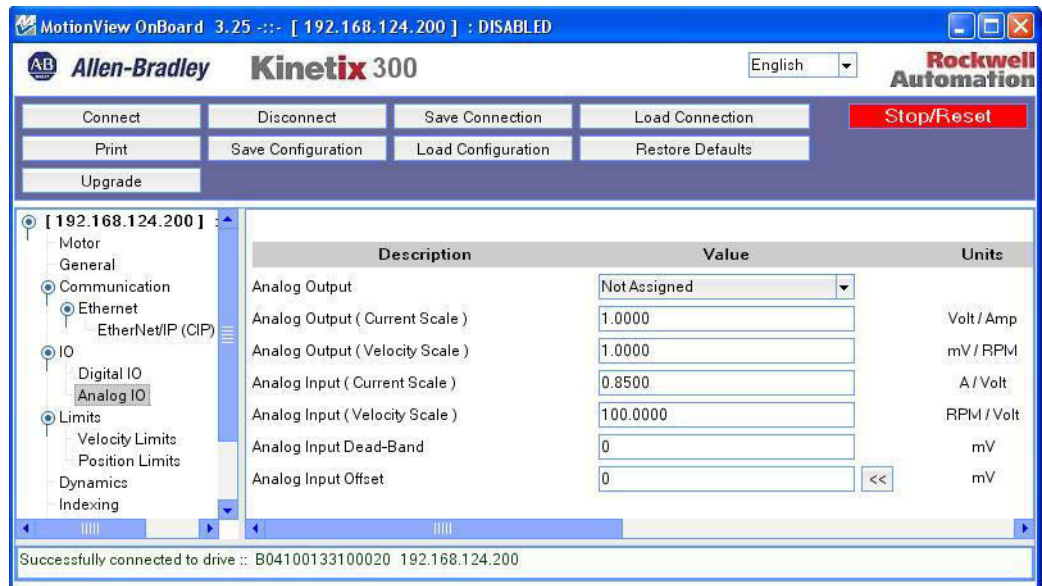 MotionView OnBoard 3.25 -::- [ 192.168.124.200 ] : DISABLED
AB Allen-Bradley Kinetix 300 English Rockwell
Automation
Connect Disconnect Save Connection Load Connection Stop/Reset
Print Save Configuration Load Configuration Restore Defaults
Upgrade
[ 192.168.124.200 ] :
Motor
General
Communication
Ethernet
EtherNet/IP (CIP)
IO
Digital IO
Analog IO
Limits
Velocity Limits
Position Limits
Dynamics
Indexing
Description Value Units
Analog Output Not Assigned
Analog Output ( Current Scale ) 1.0000 Volt / Amp
Analog Output ( Velocity Scale ) 1.0000 mV / RPM
Analog Input ( Current Scale ) 0.8500 A / Volt
Analog Input ( Velocity Scale ) 100.0000 RPM / Volt
Analog Input Dead-Band 0 mV
Analog Input Offset 0 << mV
Successfully connected to drive :: B04100133100020 192.168.124.200